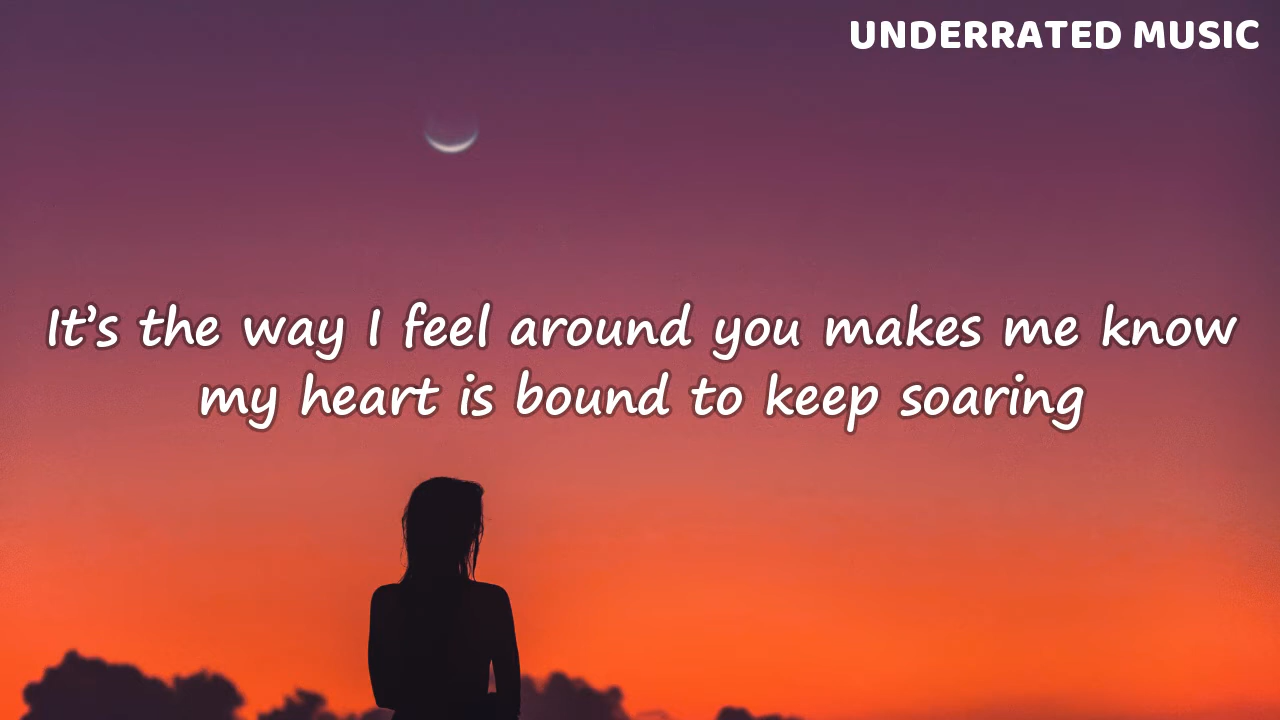 UNDERRATED MUSIC
It’s the way I feel around you makes me know
my heart is bound to keep soaring